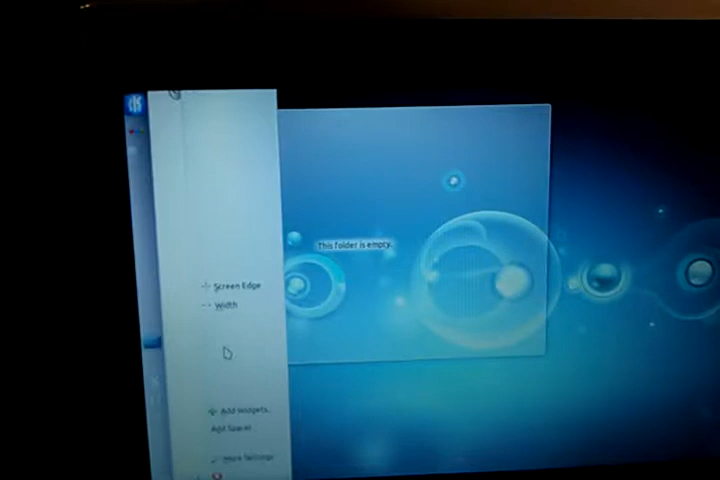 This folder is empty.
Screen Edge
Width
Add Widgets...
Add Spacer
More Settings